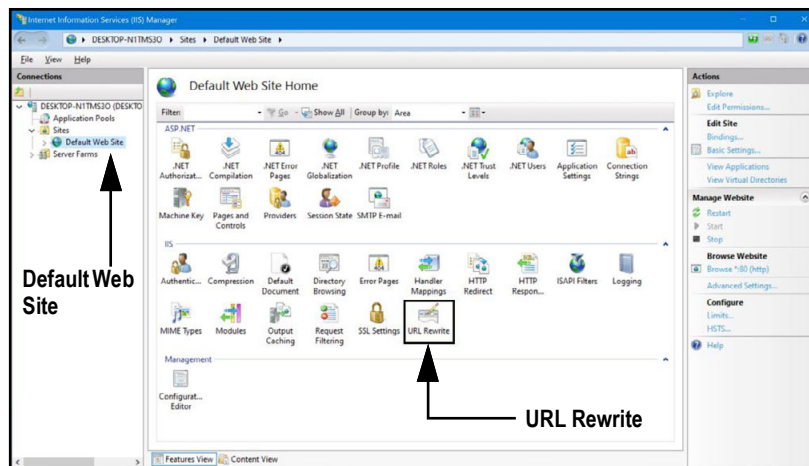 Internet Information Services (IIS) Manager
DESKTOP-N1TMS3O Sites Default Web Site
File View Help
Connections
DESKTOP-N1TMS3O (DESKTO
Application Pools
Sites
Default Web Site
Server Farms
Default Web
Site
Default Web Site Home
Filter: Go Show All Group by: Area
ASP.NET
.NET Authorizat...
.NET Compilation
.NET Error Pages
.NET Globalization
.NET Profile
.NET Roles
.NET Trust Levels
.NET Users
Application Settings
Connection Strings
Machine Key
Pages and Controls
Providers
Session State
SMTP E-mail
IIS
Authentic...
Compression
Default Document
Directory Browsing
Error Pages
Handler Mappings
HTTP Redirect
HTTP Respon...
ISAPI Filters
Logging
MIME Types
Modules
Output Caching
Request Filtering
SSL Settings
URL Rewrite
Management
Configurat... Editor
URL Rewrite
Features View Content View
Actions
Explore
Edit Permissions...
Edit Site
Bindings...
Basic Settings...
View Applications
View Virtual Directories
Manage Website
Restart
Start
Stop
Browse Website
Browse *:80 (http)
Advanced Settings...
Configure
Limits...
HSTS...
Help